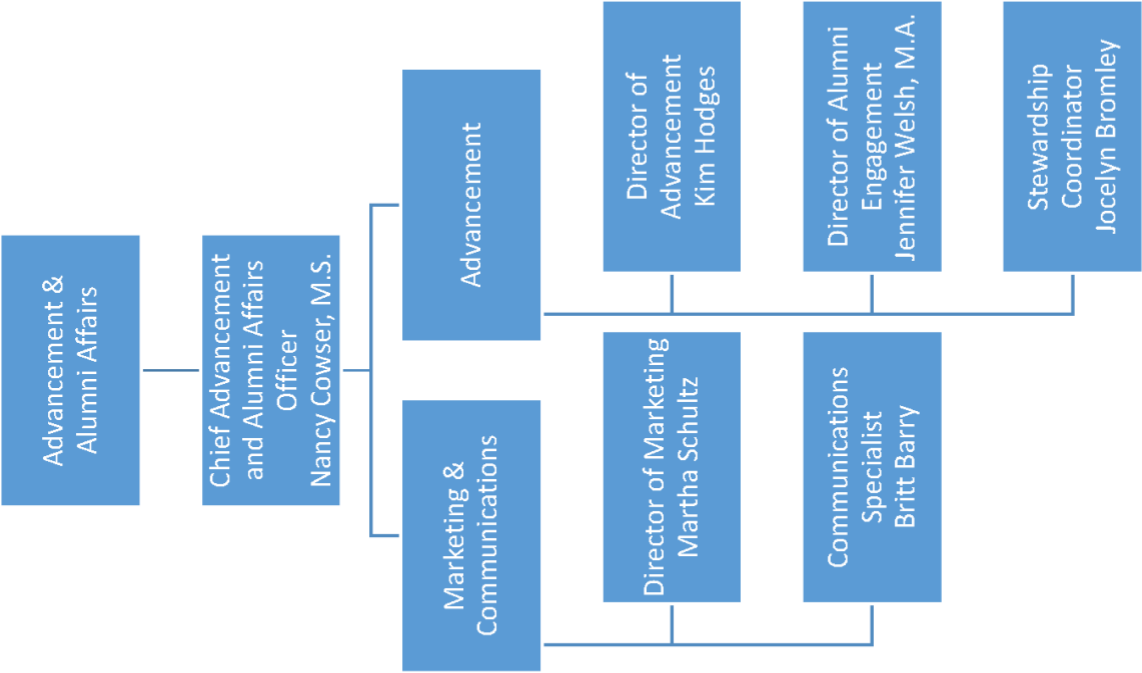 Advancement &
Alumni Affairs
Chief Advancement
and Alumni Affairs
Officer
Nancy Cowser, M.S.
Marketing &
Communications
Director of Marketing
Martha Schultz
Communications
Specialist
Britt Barry
Advancement
Director of
Advancement
Kim Hodges
Director of Alumni
Engagement
Jennifer Welsh, M.A.
Stewardship
Coordinator
Jocelyn Bromley